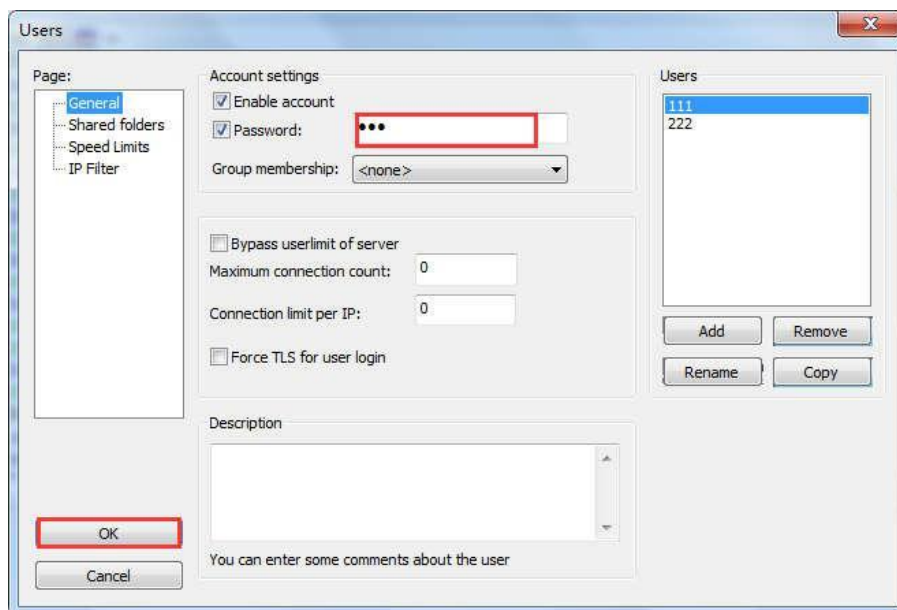 Users
Page:
General
Shared folders
Speed Limits
IP Filter
OK
Cancel
Account settings
Enable account
Password: •••
Group membership: <none>
Bypass userlimit of server
Maximum connection count: 0
Connection limit per IP: 0
Force TLS for user login
Description
You can enter some comments about the user
Users
111
222
Add Remove
Rename Copy